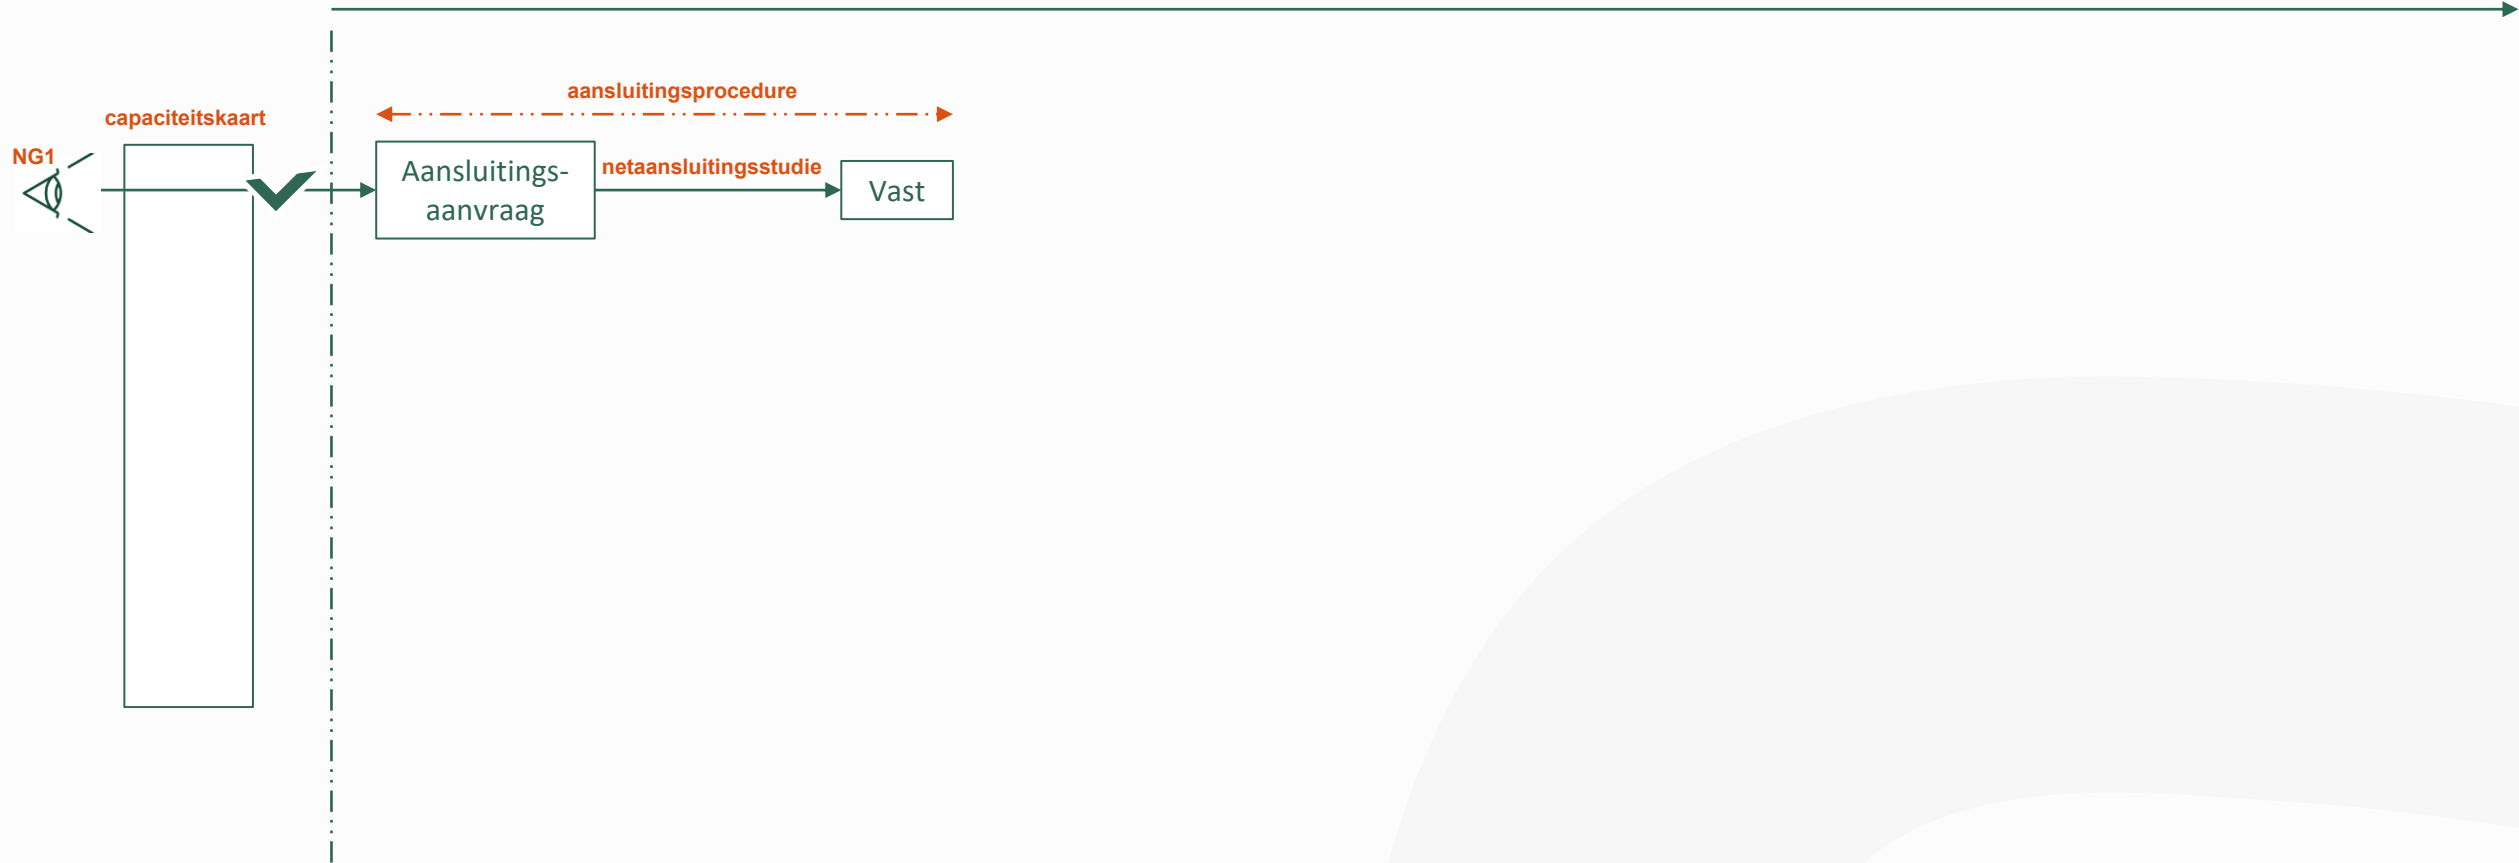 aansluitingsprocedure
capaciteitskaart
NG1
Aansluitings-
aanvraag
netaansluitingsstudie
Vast